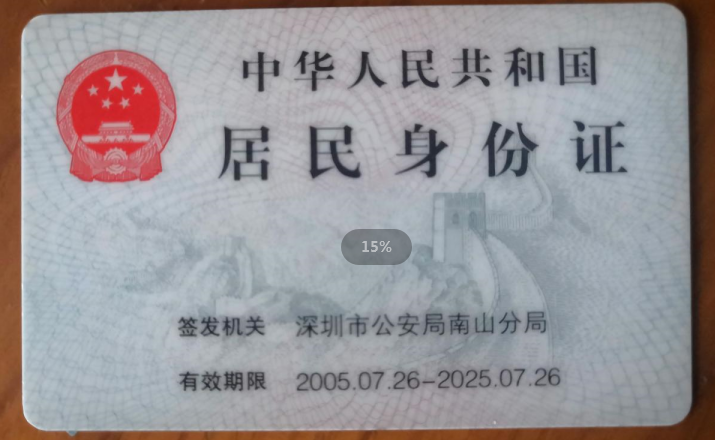 中华人民共和国
居民身份证
15%
签发机关 深圳市公安局南山分局
有效期限 2005.07.26-2025.07.26